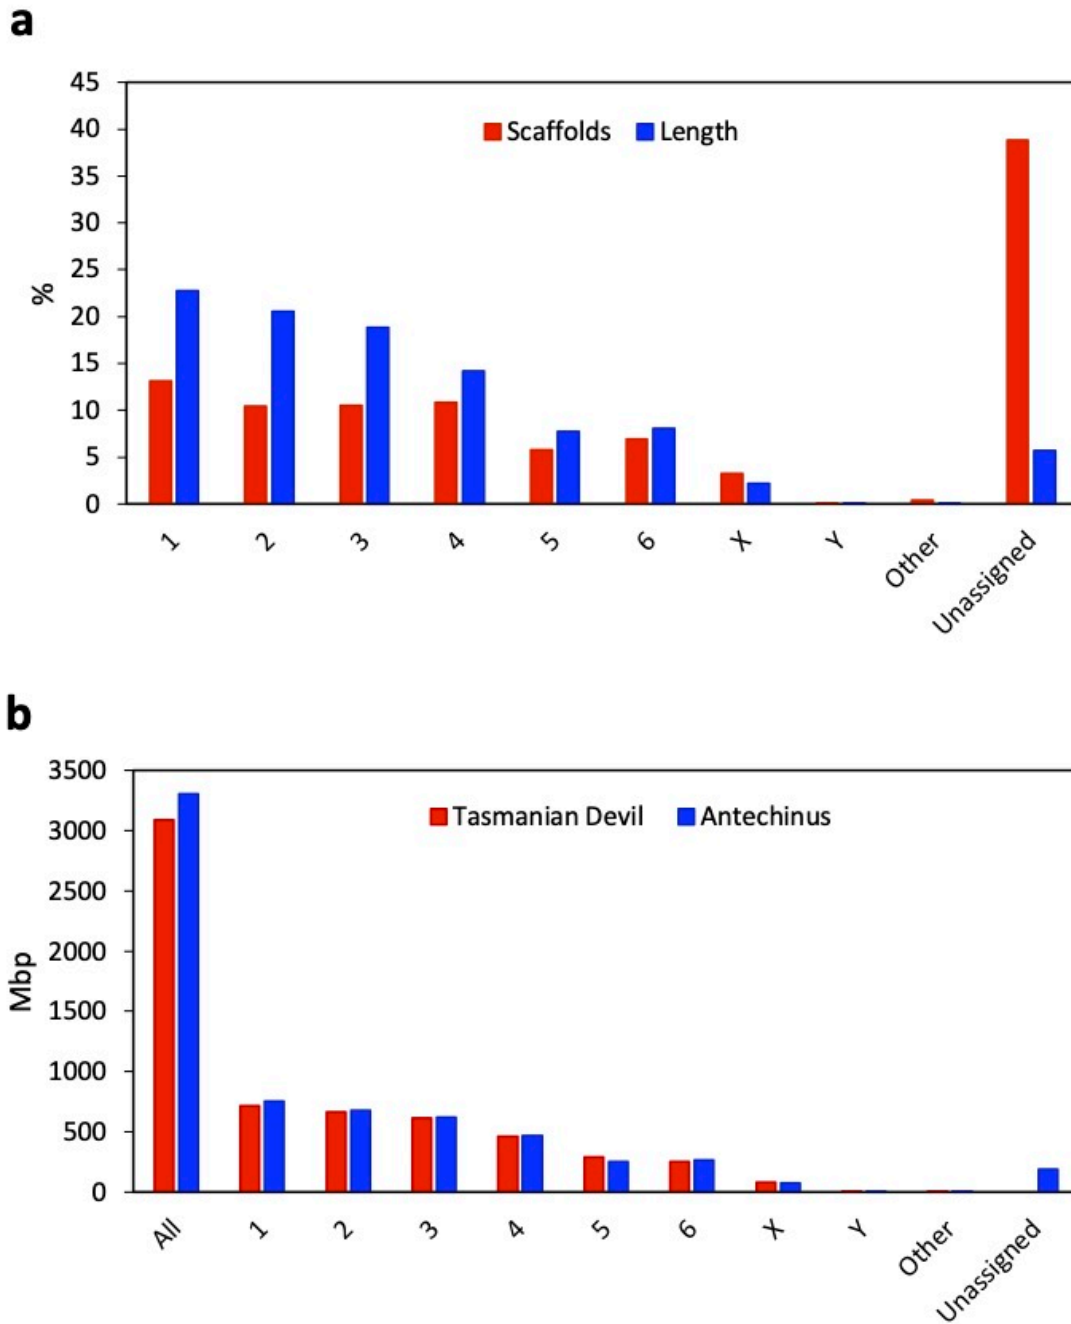 a
45
40
35
30
25
20
15
10
5
0
%
Scaffolds Length
1 2 3 4 5 6 X Y Other Unassigned
b
3500
3000
2500
2000
1500
1000
500
0
Mbp
Tasmanian Devil Antechinus
All 1 2 3 4 5 6 X Y Other Unassigned